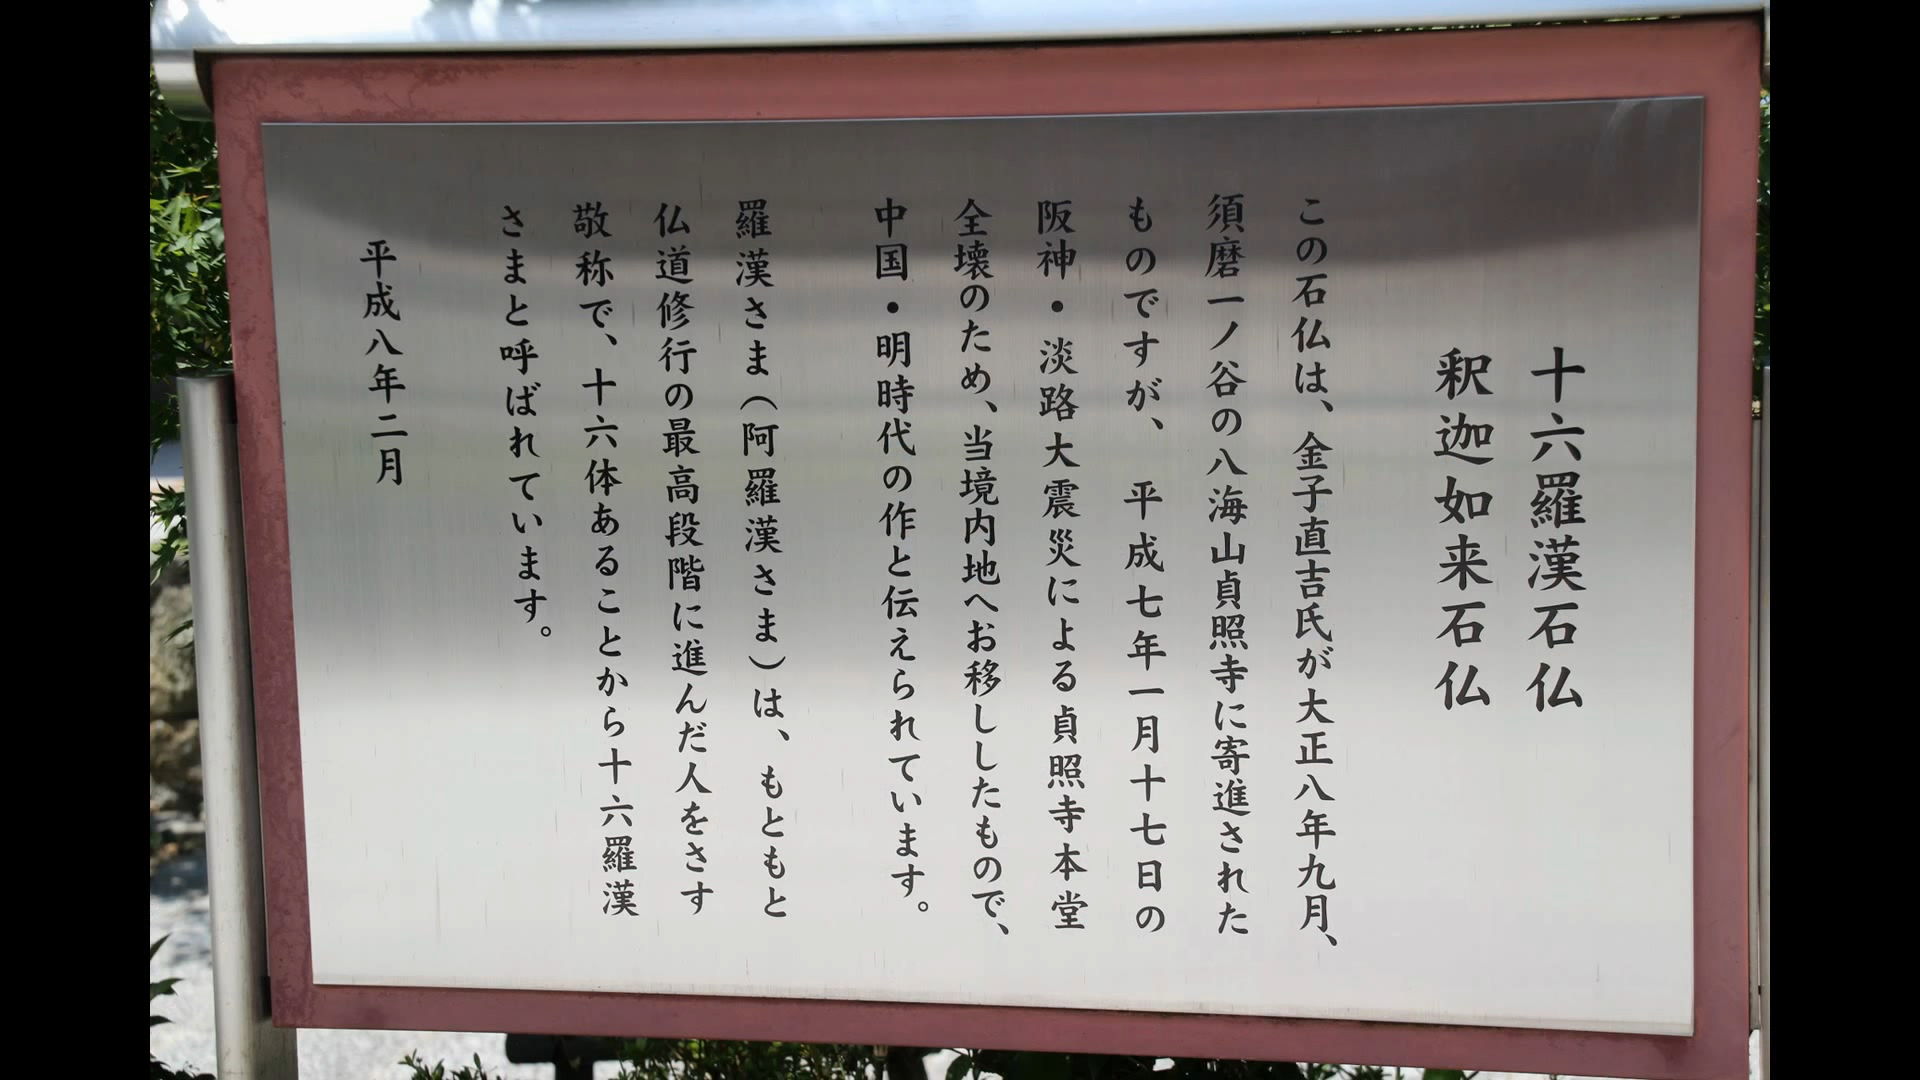 十六羅漢石仏
釈迦如来石仏
この石仏は、金子直吉氏が大正八年九月、
須磨一ノ谷の八海山貞照寺に寄進された
ものですが、平成七年一月十七日の
阪神・淡路大震災による貞照寺本堂
全壊のため、当境内地へお移ししたもので、
中国・明時代の作と伝えられています。
羅漢さま（阿羅漢さま）は、もともと
仏道修行の最高段階に進んだ人をさす
敬称で、十六体あることから十六羅漢
さまと呼ばれています。
平成八年二月